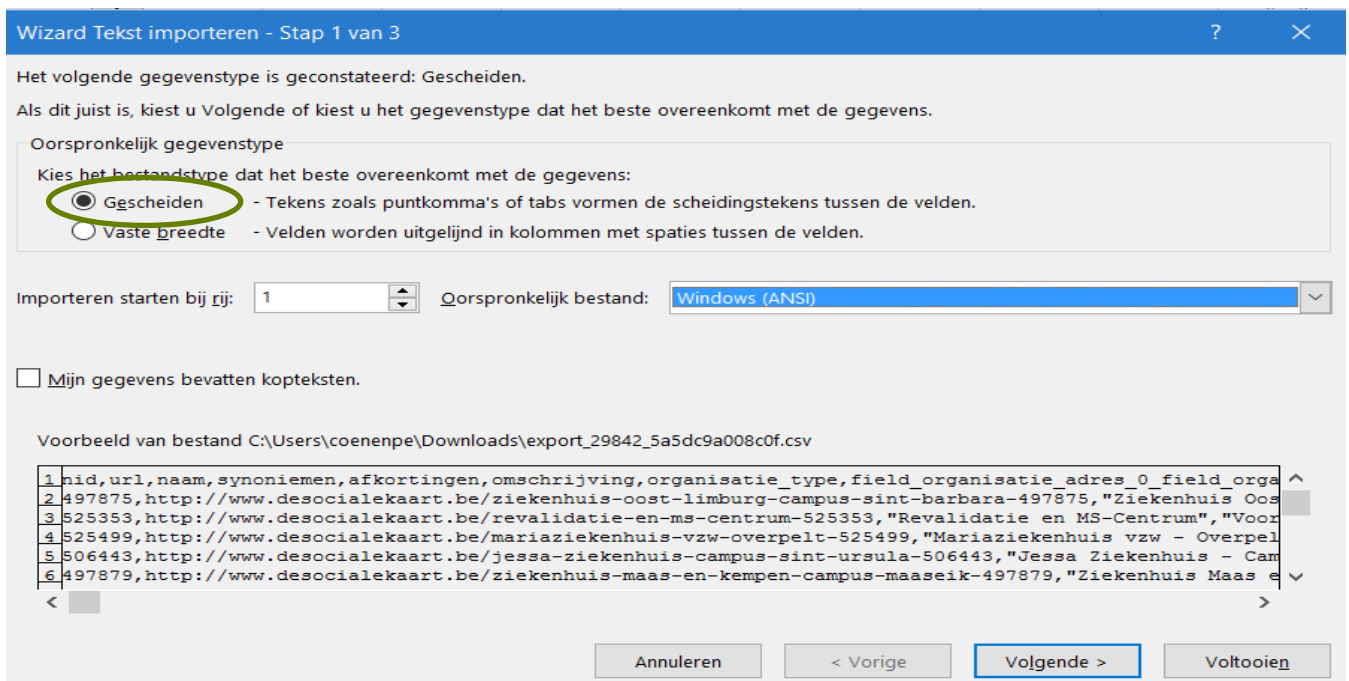 Wizard Tekst importeren - Stap 1 van 3
Het volgende gegevenstype is geconstateerd: Gescheiden.
Als dit juist is, kiest u Volgende of kiest u het gegevenstype dat het beste overeenkomt met de gegevens.
Oorspronkelijk gegevenstype
Kies het bestandstype dat het beste overeenkomt met de gegevens:
Gescheiden - Tekens zoals puntkomma's of tabs vormen de scheidingstekens tussen de velden.
Vaste breedte - Velden worden uitgelijnd in kolommen met spaties tussen de velden.
Importeren starten bij rij: 1 Oorspronkelijk bestand: Windows (ANSI)
Mijn gegevens bevatten kopteksten.
Voorbeeld van bestand C:\Users\coenenpe\Downloads\export_29842_5a5dc9a008c0f.csv
1 nid,url,naam,synoniemen,afkortingen,omschrijving,organisatie_type,field_organisatie_adres_0_field_orga
2 497875,http://www.desocialekaart.be/ziekenhuis-oost-limburg-campus-sint-barbara-497875,"Ziekenhuis Oos
3 525353,http://www.desocialekaart.be/revalidatie-en-ms-centrum-525353,"Revalidatie en MS-Centrum","Voor
4 525499,http://www.desocialekaart.be/mariaziekenhuis-vzw-overpelt-525499,"Mariaziekenhuis vzw - Overpel
5 506443,http://www.desocialekaart.be/jessa-ziekenhuis-campus-sint-ursula-506443,"Jessa Ziekenhuis - Cam
6 497879,http://www.desocialekaart.be/ziekenhuis-maas-en-kempen-campus-maaseik-497879,"Ziekenhuis Maas e
Annuleren < Vorige Volgende > Voltooien